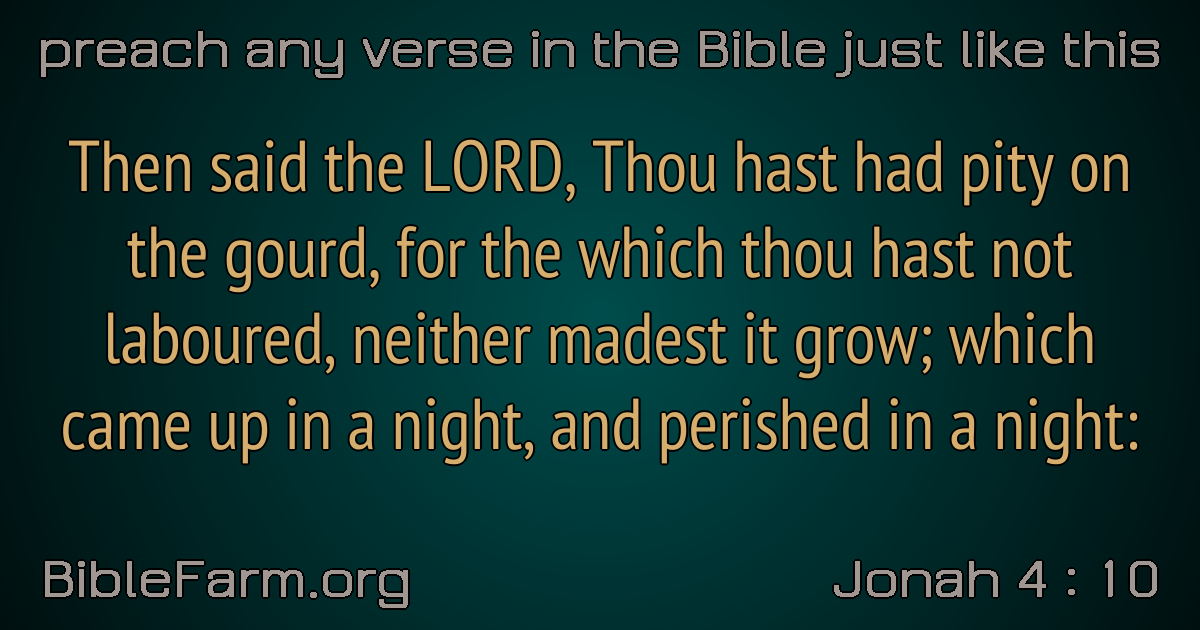 preach any verse in the Bible just like this
Then said the LORD, Thou hast had pity on
the gourd, for the which thou hast not
laboured, neither madest it grow; which
came up in a night, and perished in a night:
BibleFarm.org
Jonah 4 : 10